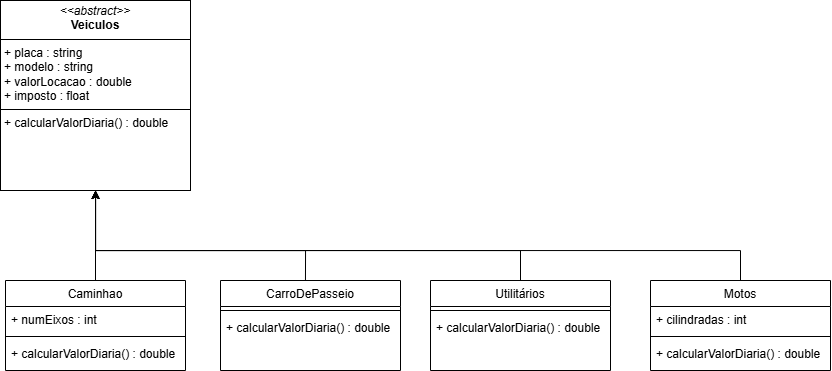 <<abstract>>
Veiculos
+ placa : string
+ modelo : string
+ valorLocacao : double
+ imposto : float
+ calcularValorDiaria() : double
Caminhao
+ numEixos : int
+ calcularValorDiaria() : double
CarroDePasseio
+ calcularValorDiaria() : double
Utilitários
+ calcularValorDiaria() : double
Motos
+ cilindradas : int
+ calcularValorDiaria() : double